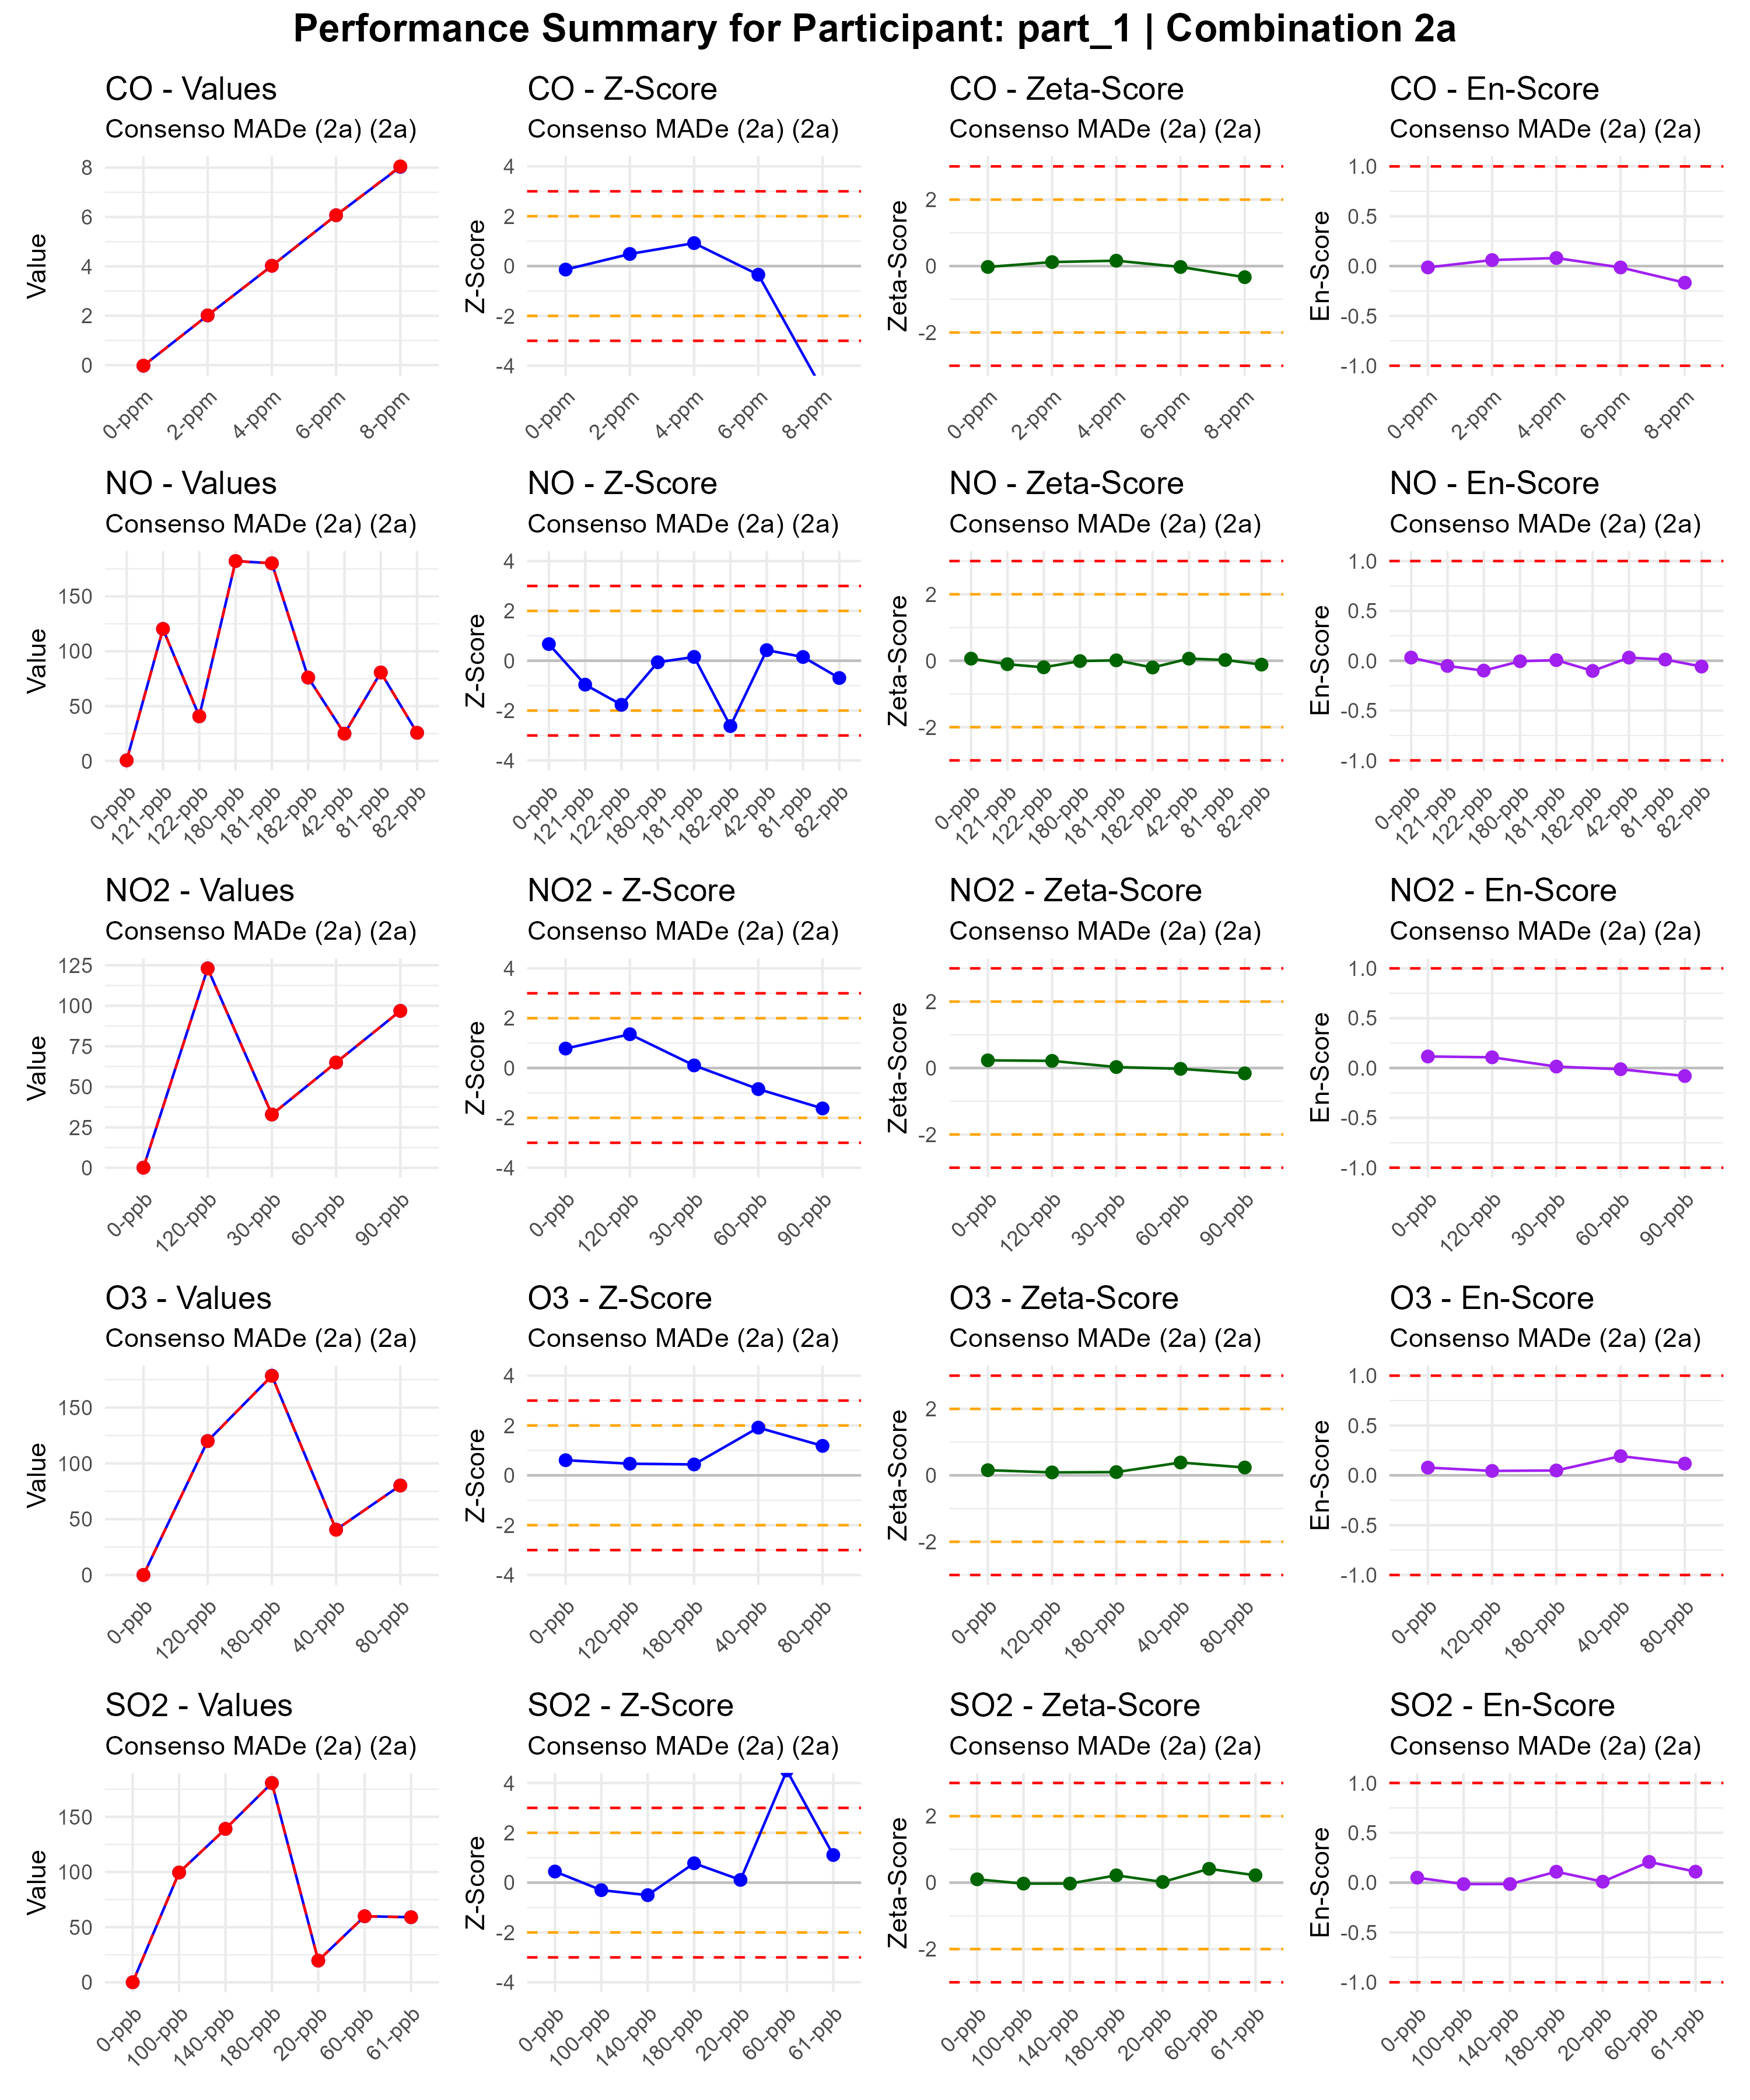 Performance Summary for Participant: part_1 | Combination 2a
CO - Values
Consenso MADe (2a) (2a)
Value
8
6
4
2
0
0-ppm
2-ppm
4-ppm
6-ppm
8-ppm
CO - Z-Score
Consenso MADe (2a) (2a)
Z-Score
4
2
0
-2
-4
0-ppm
2-ppm
4-ppm
6-ppm
8-ppm
CO - Zeta-Score
Consenso MADe (2a) (2a)
Zeta-Score
2
0
-2
0-ppm
2-ppm
4-ppm
6-ppm
8-ppm
CO - En-Score
Consenso MADe (2a) (2a)
En-Score
1.0
0.5
0.0
-0.5
-1.0
0-ppm
2-ppm
4-ppm
6-ppm
8-ppm
NO - Values
Consenso MADe (2a) (2a)
Value
150
100
50
0
0-ppb
121-ppb
122-ppb
180-ppb
181-ppb
182-ppb
42-ppb
81-ppb
82-ppb
NO - Z-Score
Consenso MADe (2a) (2a)
Z-Score
4
2
0
-2
-4
0-ppb
121-ppb
122-ppb
180-ppb
181-ppb
182-ppb
42-ppb
81-ppb
82-ppb
NO - Zeta-Score
Consenso MADe (2a) (2a)
Zeta-Score
2
0
-2
0-ppb
121-ppb
122-ppb
180-ppb
181-ppb
182-ppb
42-ppb
81-ppb
82-ppb
NO - En-Score
Consenso MADe (2a) (2a)
En-Score
1.0
0.5
0.0
-0.5
-1.0
0-ppb
121-ppb
122-ppb
180-ppb
181-ppb
182-ppb
42-ppb
81-ppb
82-ppb
NO2 - Values
Consenso MADe (2a) (2a)
Value
125
100
75
50
25
0
0-ppb
120-ppb
30-ppb
60-ppb
90-ppb
NO2 - Z-Score
Consenso MADe (2a) (2a)
Z-Score
4
2
0
-2
-4
0-ppb
120-ppb
30-ppb
60-ppb
90-ppb
NO2 - Zeta-Score
Consenso MADe (2a) (2a)
Zeta-Score
2
0
-2
0-ppb
120-ppb
30-ppb
60-ppb
90-ppb
NO2 - En-Score
Consenso MADe (2a) (2a)
En-Score
1.0
0.5
0.0
-0.5
-1.0
0-ppb
120-ppb
30-ppb
60-ppb
90-ppb
O3 - Values
Consenso MADe (2a) (2a)
Value
150
100
50
0
0-ppb
120-ppb
180-ppb
40-ppb
80-ppb
O3 - Z-Score
Consenso MADe (2a) (2a)
Z-Score
4
2
0
-2
-4
0-ppb
120-ppb
180-ppb
40-ppb
80-ppb
O3 - Zeta-Score
Consenso MADe (2a) (2a)
Zeta-Score
2
0
-2
0-ppb
120-ppb
180-ppb
40-ppb
80-ppb
O3 - En-Score
Consenso MADe (2a) (2a)
En-Score
1.0
0.5
0.0
-0.5
-1.0
0-ppb
120-ppb
180-ppb
40-ppb
80-ppb
SO2 - Values
Consenso MADe (2a) (2a)
Value
150
100
50
0
0-ppb
100-ppb
140-ppb
180-ppb
20-ppb
60-ppb
61-ppb
SO2 - Z-Score
Consenso MADe (2a) (2a)
Z-Score
4
2
0
-2
-4
0-ppb
100-ppb
140-ppb
180-ppb
20-ppb
60-ppb
61-ppb
SO2 - Zeta-Score
Consenso MADe (2a) (2a)
Zeta-Score
2
0
-2
0-ppb
100-ppb
140-ppb
180-ppb
20-ppb
60-ppb
61-ppb
SO2 - En-Score
Consenso MADe (2a) (2a)
En-Score
1.0
0.5
0.0
-0.5
-1.0
0-ppb
100-ppb
140-ppb
180-ppb
20-ppb
60-ppb
61-ppb